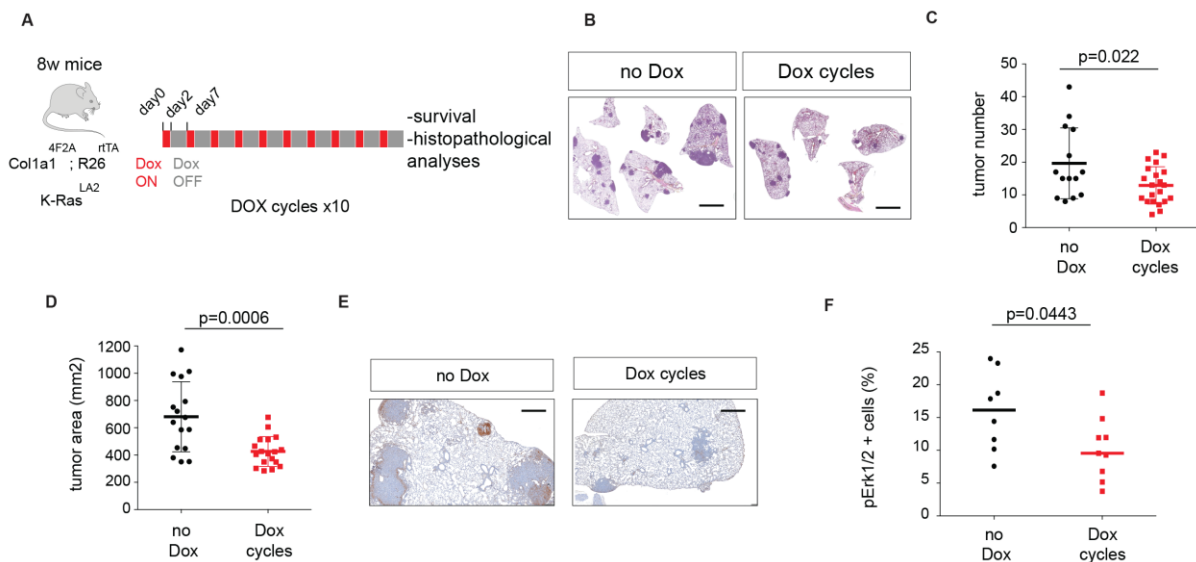 A
8w mice
4F2A rtTA
Col1a1 ; R26
LA2
K-Ras
day0
day2
day7
Dox Dox
ON OFF
DOX cycles x10
-survival
-histopathological
analyses
B
no Dox
Dox cycles
C
p=0.022
tumor number
50
40
30
20
10
0
no
Dox
Dox
cycles
D
p=0.0006
tumor area (mm2)
1200
1000
800
600
400
200
0
no
Dox
Dox
cycles
E
no Dox
Dox cycles
F
p=0.0443
pErk1/2 + cells (%)
25
20
15
10
5
0
no
Dox
Dox
cycles